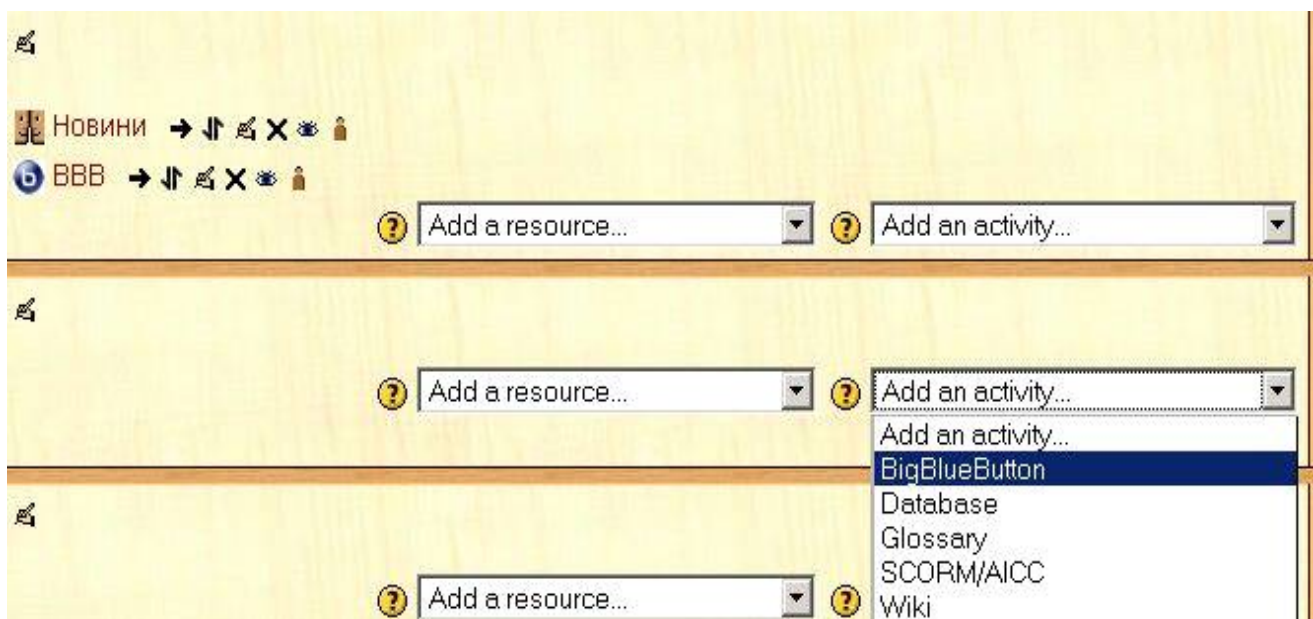 Новини
BBB
Add a resource... Add an activity...
Add a resource... Add an activity...
Add an activity...
BigBlueButton
Database
Glossary
SCORM/AICC
Add a resource... Wiki